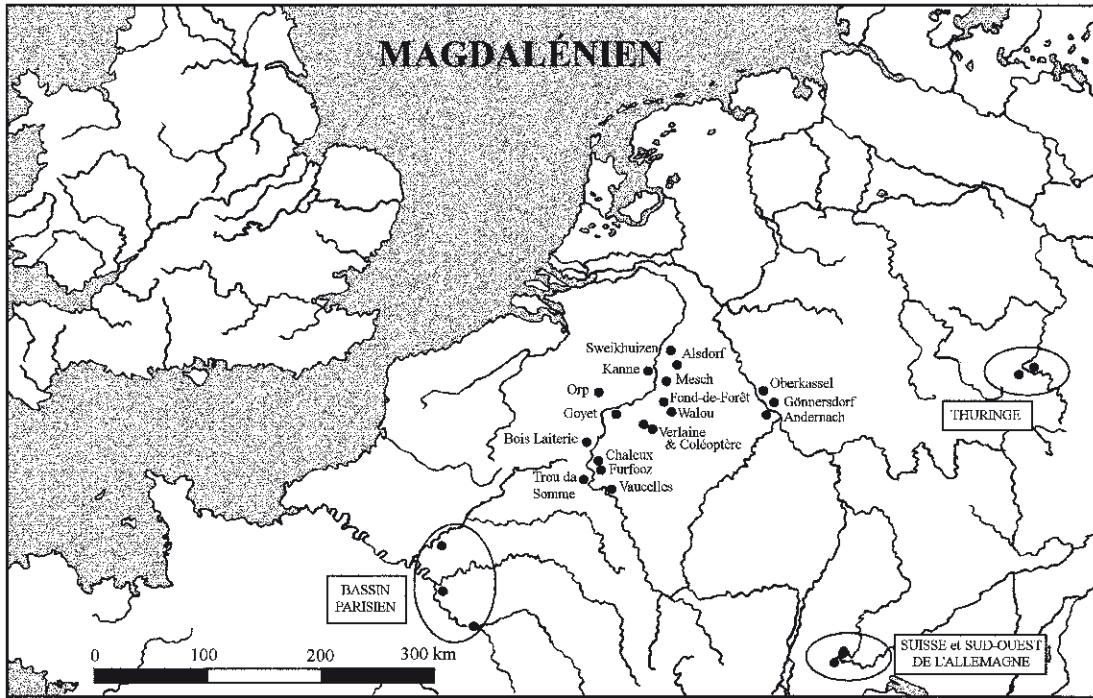 MAGDALÉNIEN
Sweikhuizen
Alsdorf
Kanne
Mesch
Orp
Fond-de-Forêt
Goyet
Walou
Oberkassel
Gönnersdorf
Andernach
THURINGE
Bois Laiterie
Verlaine
& Coléoptère
Chaleux
Furfooz
Trou da
Somme
Vaucelles
BASSIN
PARISIEN
SUISSE et SUD-OUEST
DE L'ALLEMAGNE
0 100 200 300 km